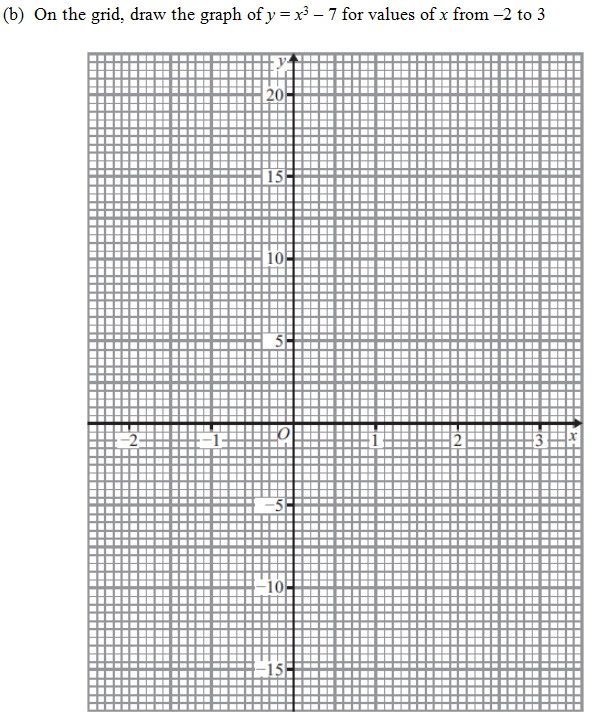 (b) On the grid, draw the graph of y = x³ – 7 for values of x from –2 to 3
y
20
15
10
5
–2 –1 O 1 2 3 x
–5
–10
–15